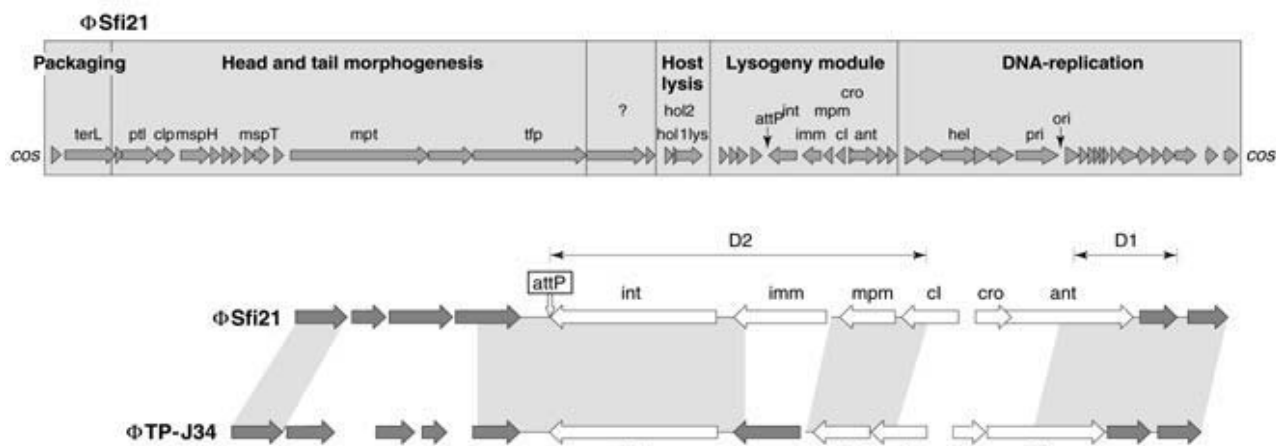 ΦSfi21
Packaging Head and tail morphogenesis Host lysis Lysogeny module DNA-replication
cro
? hol2 attP int mpm ori
terL ptl clp mspH mspT mpt tfp hol1 lys imm cI ant hel pri
cos cos
D2 D1
attP int imm mpm cI cro ant
ΦSfi21
ΦTP-J34